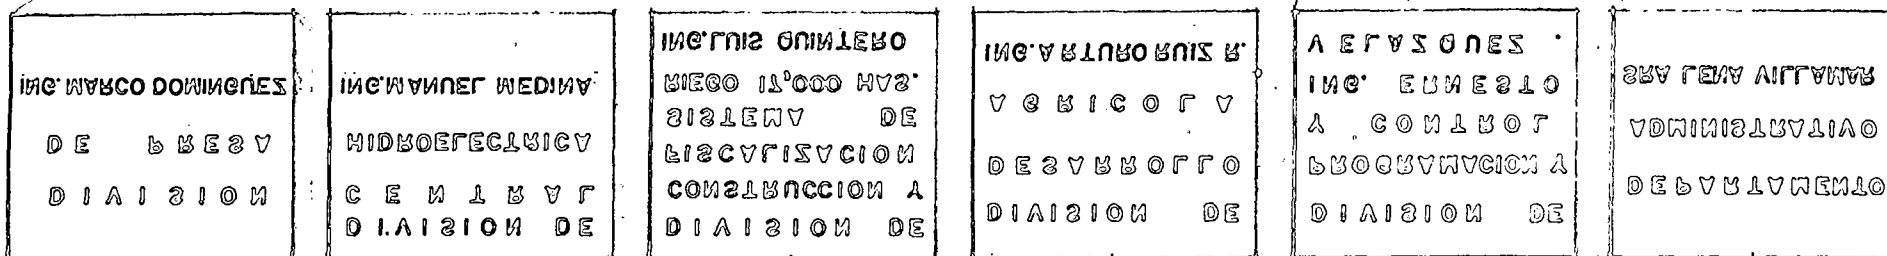 DIVISION
DE PRESA
ING. MARCO DOMINGUEZ
DIVISION DE
CENTRAL
HIDROELECTRICA
ING. MANUEL MEDINA
DIVISION DE
CONSTRUCCION Y
FISCALIZACION
SISTEMA DE
RIEGO 17,000 HAS.
ING. LUIS QUINTERO
DIVISION DE
DESARROLLO
AGRICOLA
ING. ARTURO RUIZ R.
DIVISION DE
PROGRAMACION Y
Y CONTROL
ING. ERNESTO
VELAZQUEZ.
DEPARTAMENTO
ADMINISTRATIVO
SRA LENA VILLAMAR